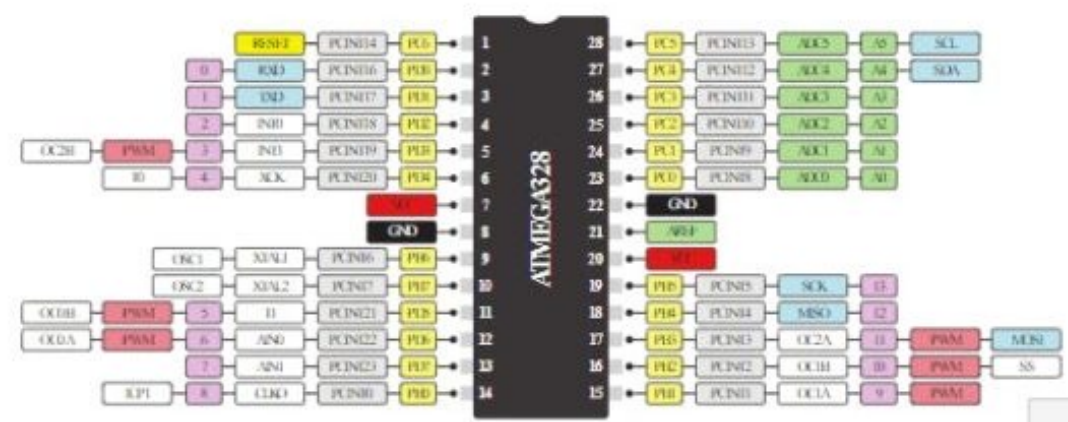 RESET PCINT14 PC6 1 28 PC5 PCINT13 ADC5 A5 SCL
0 RXD PCINT16 PD0 2 27 PC4 PCINT12 ADC4 A4 SDA
1 TXD PCINT17 PD1 3 26 PC3 PCINT11 ADC3 A3
2 INT0 PCINT18 PD2 4 25 PC2 PCINT10 ADC2 A2
OC2B PWM 3 INT1 PCINT19 PD3 5 24 PC1 PCINT9 ADC1 A1
T0 4 XCK PCINT20 PD4 6 23 PC0 PCINT8 ADC0 A0
7 22 GND
GND 8 21 AREF
OSC1 XTAL1 PCINT6 PB6 9 20
OSC2 XTAL2 PCINT7 PB7 10 19 PB5 PCINT5 SCK 13
OC0B PWM 5 T1 PCINT21 PD5 11 18 PB4 PCINT4 MISO 12
OC0A PWM 6 AIN0 PCINT22 PD6 12 17 PB3 PCINT3 OC2A 11 PWM MOSI
7 AIN1 PCINT23 PD7 13 16 PB2 PCINT2 OC1B 10 PWM SS
ICP1 8 CLKO PCINT0 PB0 14 15 PB1 PCINT1 OC1A 9 PWM
ATMEGA328